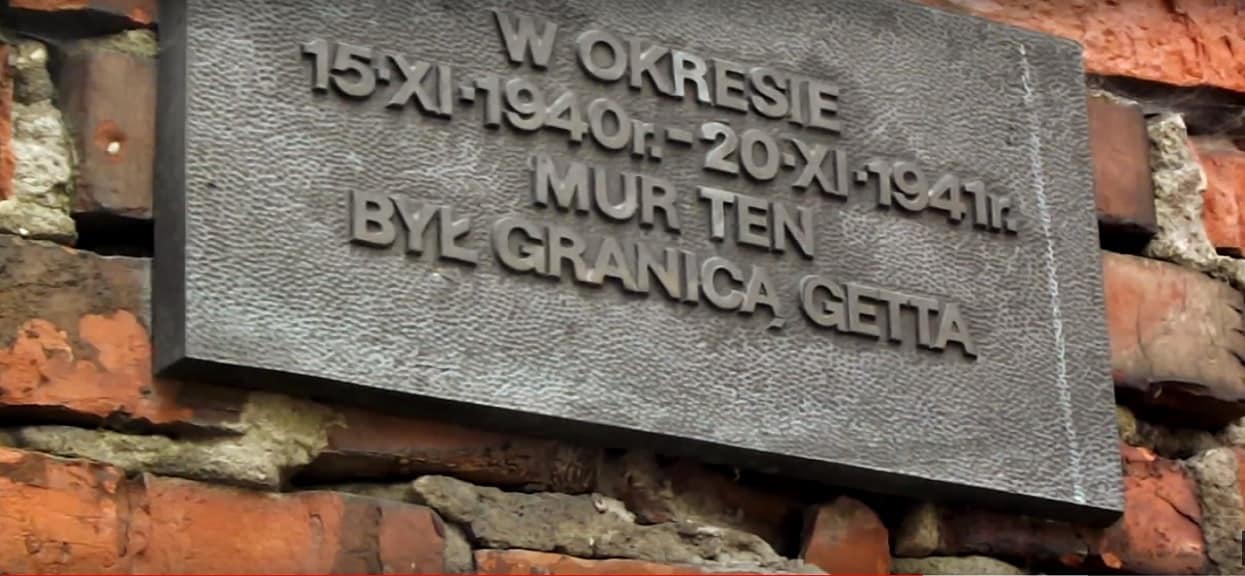 W OKRESIE
15·XI·1940r.-20·XI·1941r.
MUR TEN
BYŁ GRANICĄ GETTA